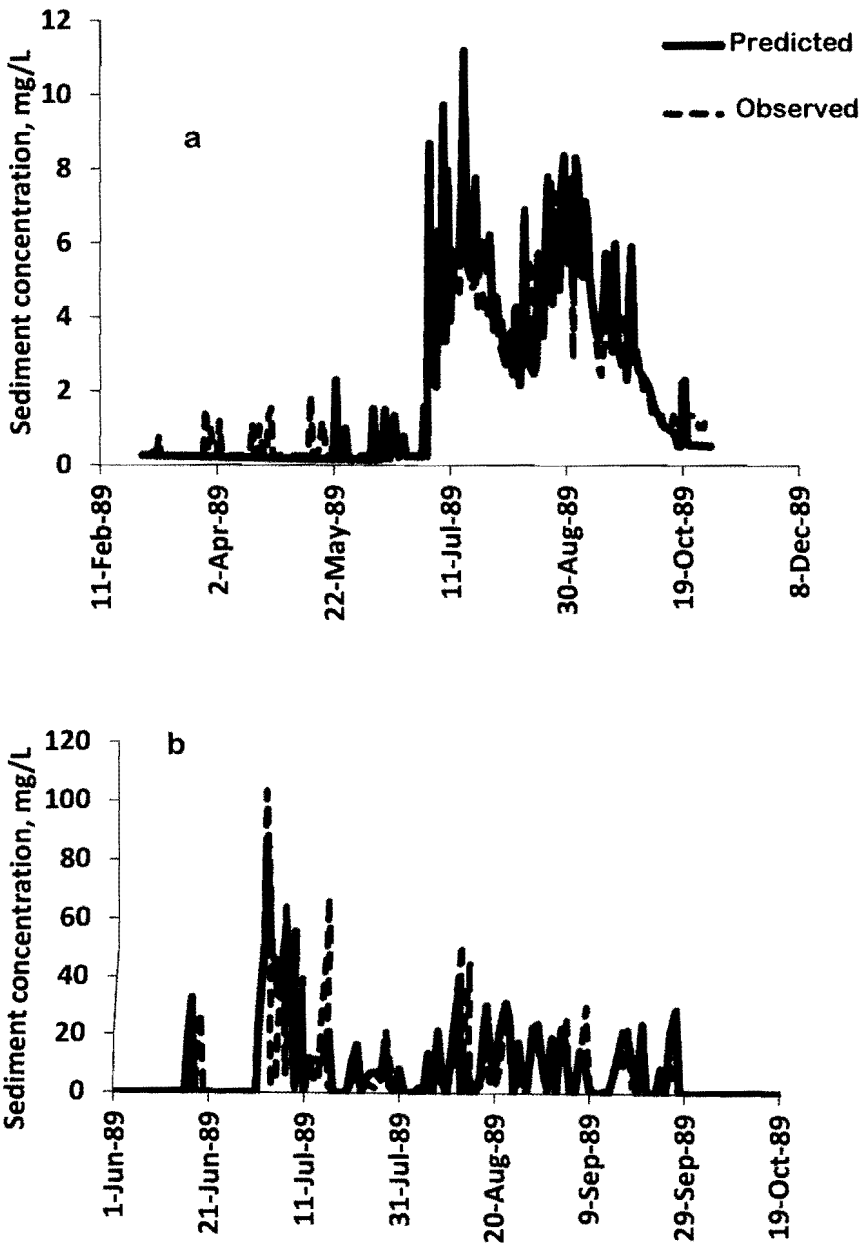 12
10
8
6
4
2
0
Sediment concentration, mg/L
a
Predicted
Observed
11-Feb-89
2-Apr-89
22-May-89
11-Jul-89
30-Aug-89
19-Oct-89
8-Dec-89
b
120
100
80
60
40
20
0
Sediment concentration, mg/L
1-Jun-89
21-Jun-89
11-Jul-89
31-Jul-89
20-Aug-89
9-Sep-89
29-Sep-89
19-Oct-89